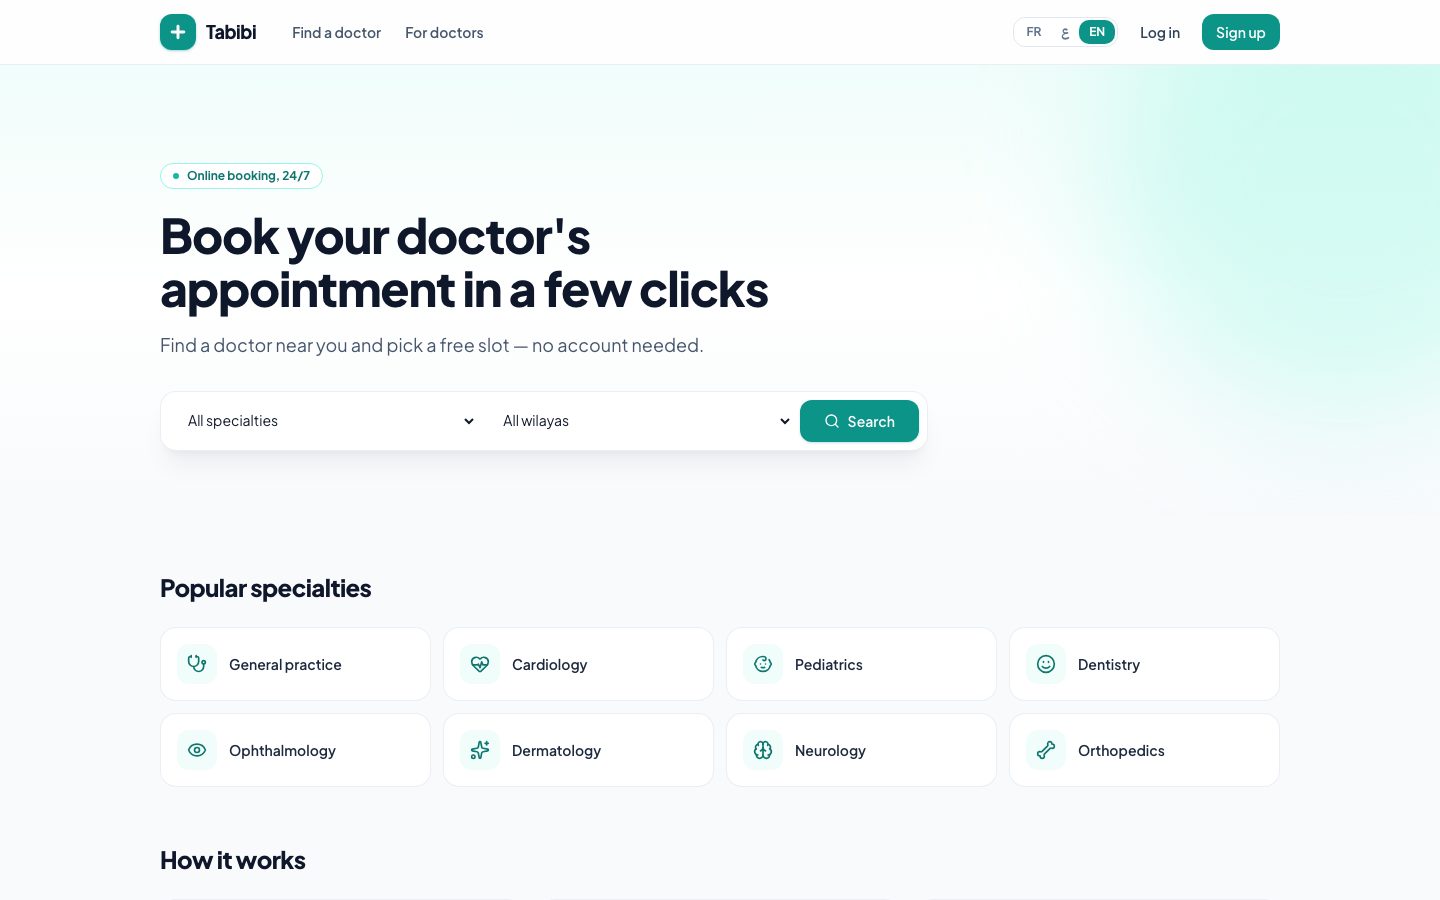 Tabibi
Find a doctor
For doctors
FR
ع
EN
Log in
Sign up
Online booking, 24/7
Book your doctor's
appointment in a few clicks
Find a doctor near you and pick a free slot — no account needed.
All specialties
All wilayas
Search
Popular specialties
General practice
Cardiology
Pediatrics
Dentistry
Ophthalmology
Dermatology
Neurology
Orthopedics
How it works